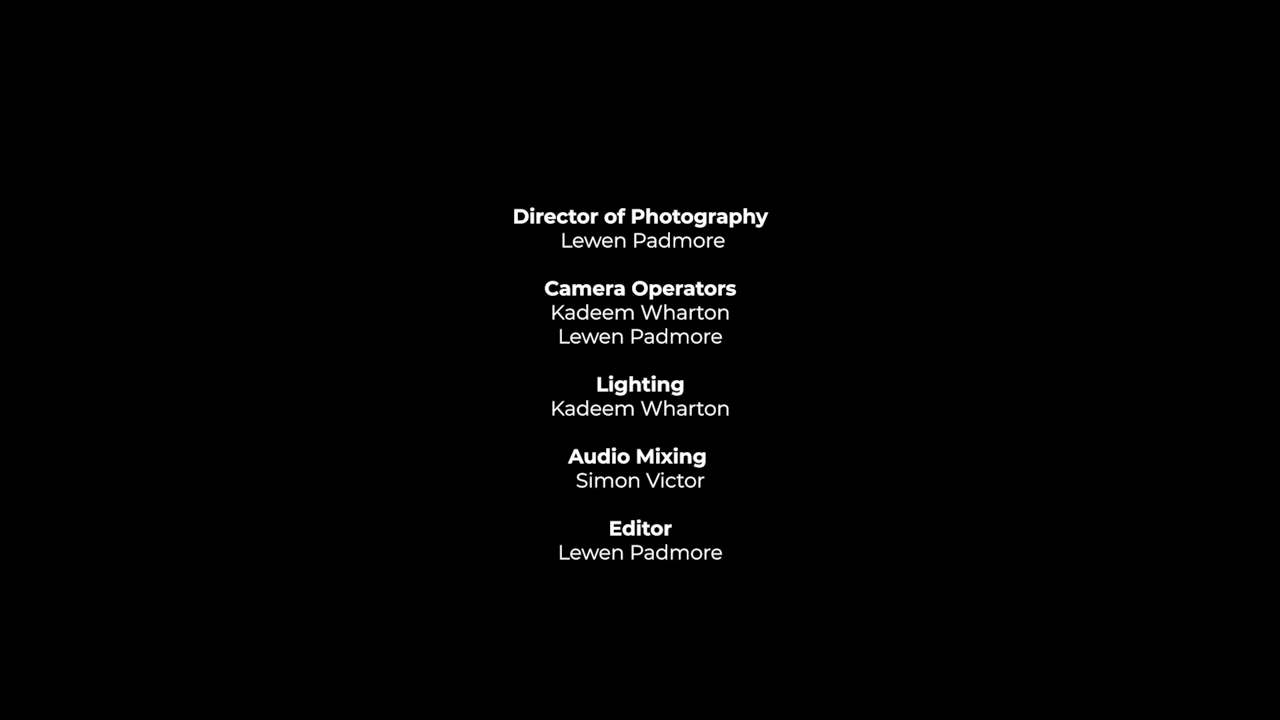 Director of Photography
Lewen Padmore
Camera Operators
Kadeem Wharton
Lewen Padmore
Lighting
Kadeem Wharton
Audio Mixing
Simon Victor
Editor
Lewen Padmore